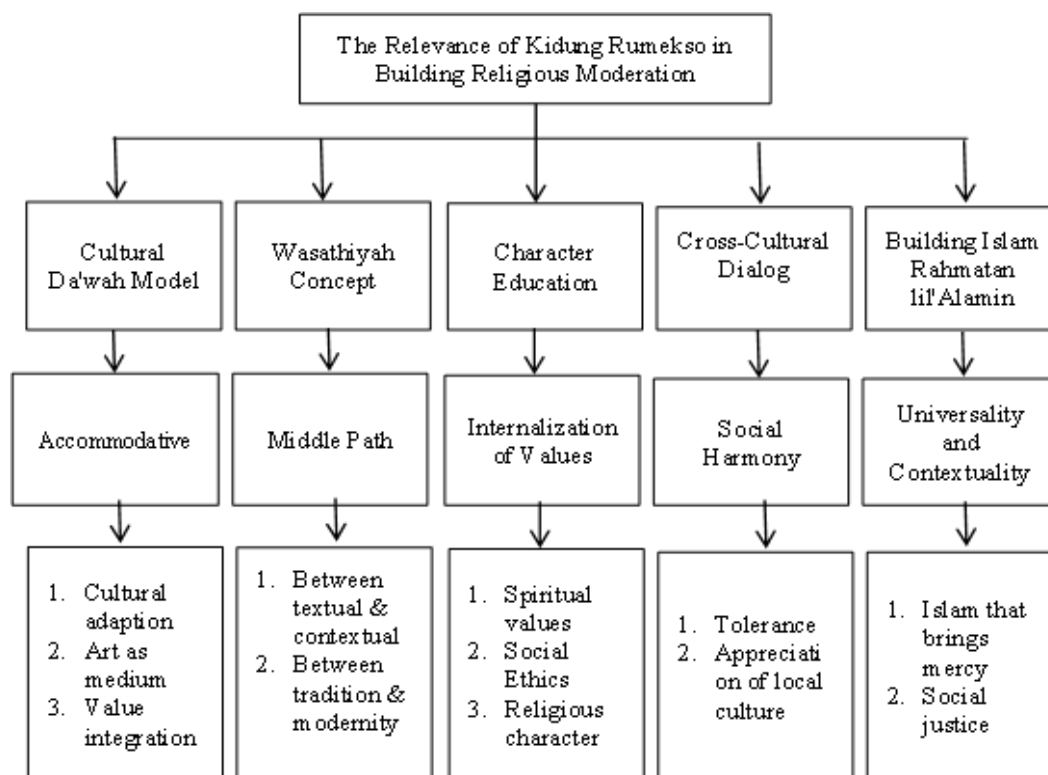 The Relevance of Kidung Rumekso in
Building Religious Moderation
Cultural
Da'wah Model
Wasathiyah
Concept
Character
Education
Cross-Cultural
Dialog
Building Islam
Rahmatan
lil'Alamin
Accommodative
Middle Path
Internalization
of Values
Social
Harmony
Universality
and
Contextuality
1. Cultural
adaption
2. Art as
medium
3. Value
integration
1. Between
textual &
contextual
2. Between
tradition &
modernity
1. Spiritual
values
2. Social
Ethics
3. Religious
character
1. Tolerance
2. Appreciati
on of local
culture
1. Islam that
brings
mercy
2. Social
justice